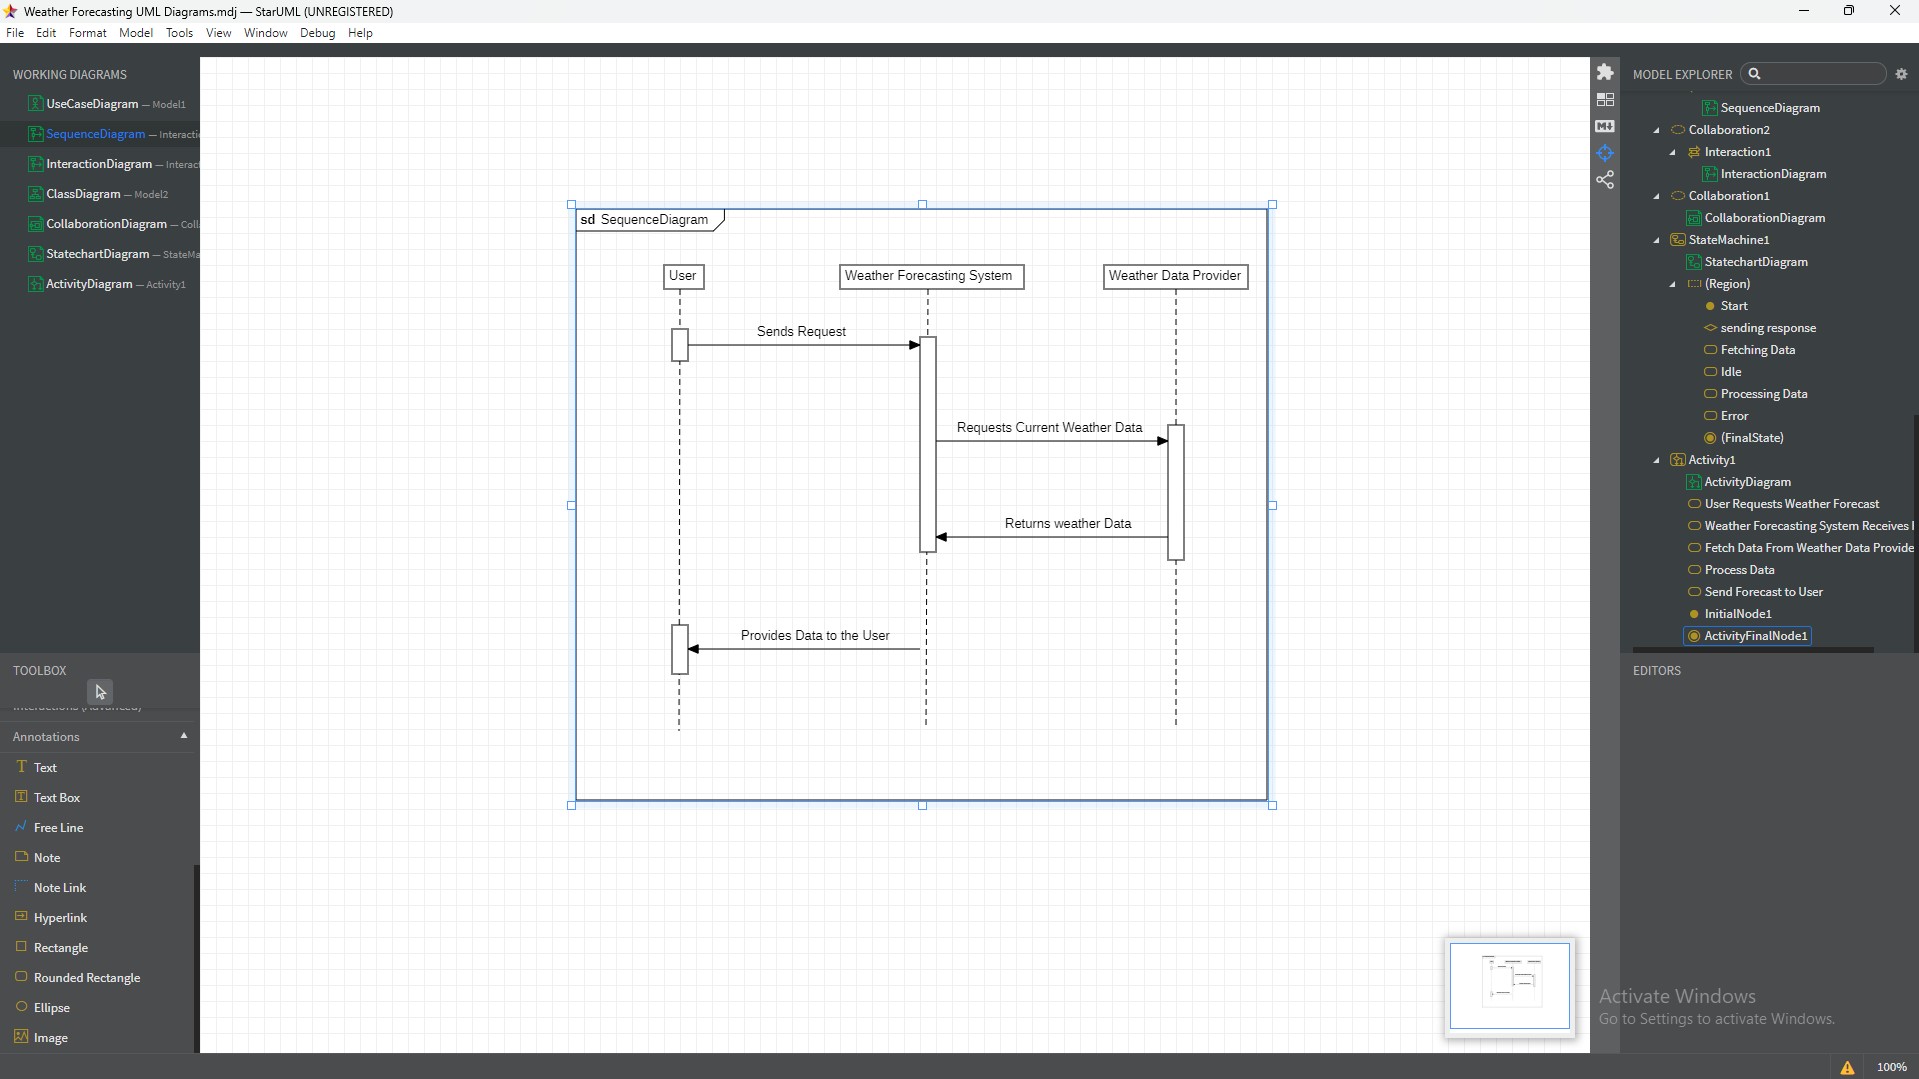 Weather Forecasting UML Diagrams.mdj — StarUML (UNREGISTERED)
File Edit Format Model Tools View Window Debug Help
WORKING DIAGRAMS
UseCaseDiagram — Model1
SequenceDiagram — Interacti
InteractionDiagram — Interac
ClassDiagram — Model2
CollaborationDiagram — Coll
StatechartDiagram — StateMa
ActivityDiagram — Activity1
TOOLBOX
Interactions (Advanced)
Annotations
Text
Text Box
Free Line
Note
Note Link
Hyperlink
Rectangle
Rounded Rectangle
Ellipse
Image
sd SequenceDiagram
User
Weather Forecasting System
Weather Data Provider
Sends Request
Requests Current Weather Data
Returns weather Data
Provides Data to the User
MODEL EXPLORER
SequenceDiagram
Collaboration2
Interaction1
InteractionDiagram
Collaboration1
CollaborationDiagram
StateMachine1
StatechartDiagram
(Region)
Start
sending response
Fetching Data
Idle
Processing Data
Error
(FinalState)
Activity1
ActivityDiagram
User Requests Weather Forecast
Weather Forecasting System Receives
Fetch Data From Weather Data Provide
Process Data
Send Forecast to User
InitialNode1
ActivityFinalNode1
EDITORS
Activate Windows
Go to Settings to activate Windows.
100%